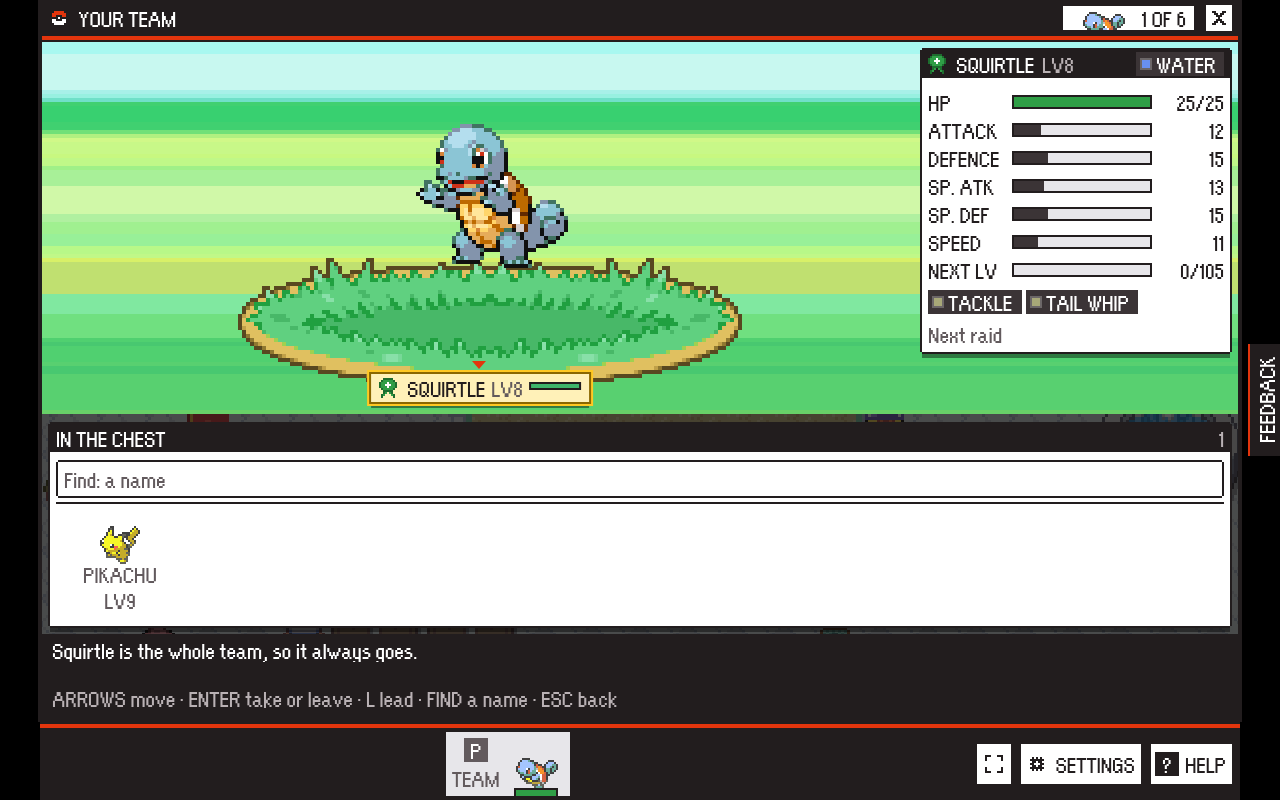 YOUR TEAM
1 OF 6
X
SQUIRTLE LV8
WATER
HP 25/25
ATTACK 12
DEFENCE 15
SP. ATK 13
SP. DEF 15
SPEED 11
NEXT LV 0/105
TACKLE
TAIL WHIP
Next raid
SQUIRTLE LV8
FEEDBACK
IN THE CHEST
1
Find: a name
PIKACHU
LV9
Squirtle is the whole team, so it always goes.
ARROWS move · ENTER take or leave · L lead · FIND a name · ESC back
P
TEAM
SETTINGS
? HELP